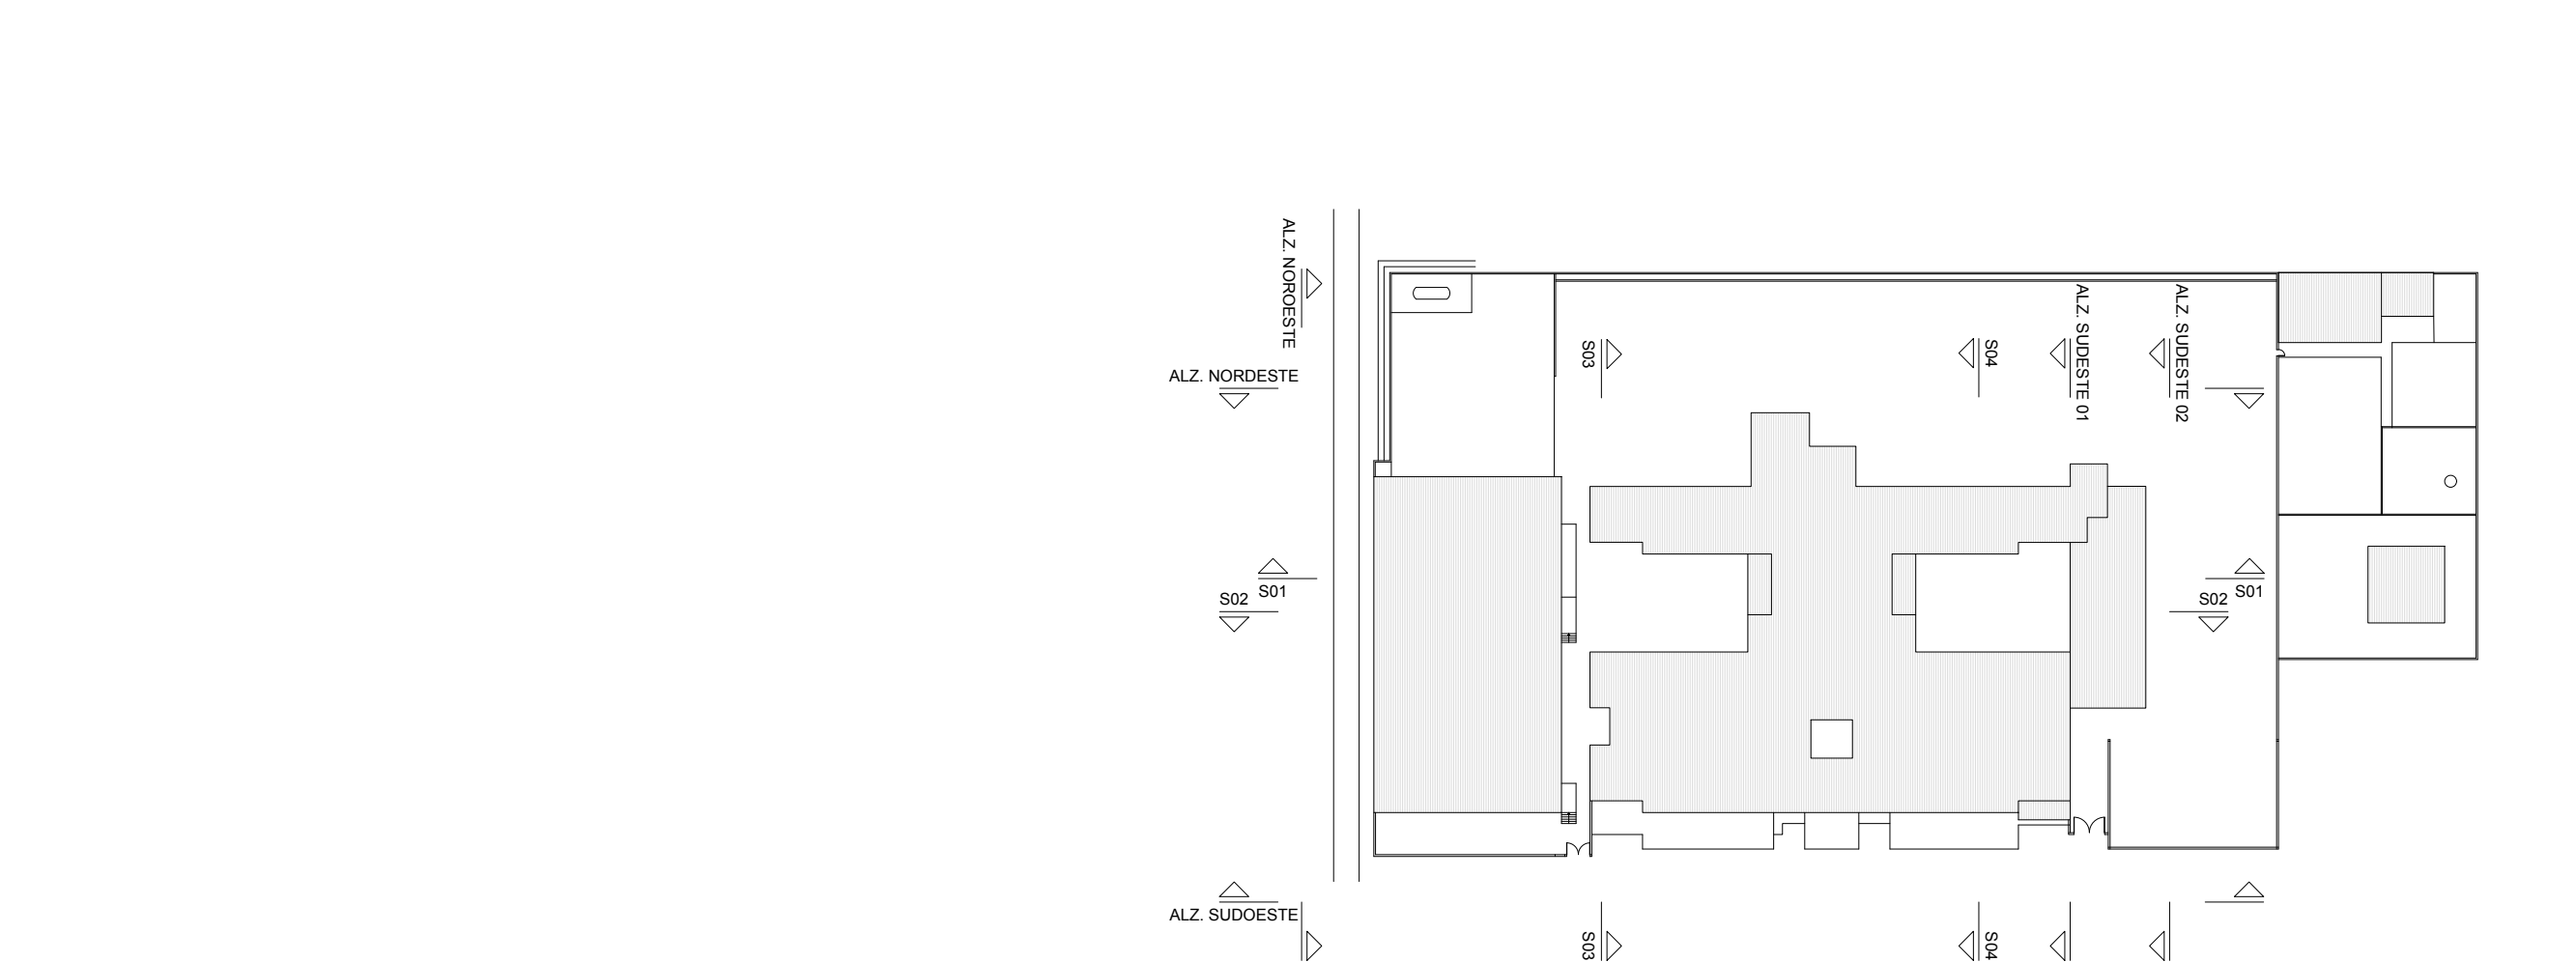 ALZ. NOROESTE
ALZ. NORDESTE
S03
S04
ALZ. SUDESTE 01
ALZ. SUDESTE 02
S01
S02
S02
S01
ALZ. SUDOESTE
S03
S04